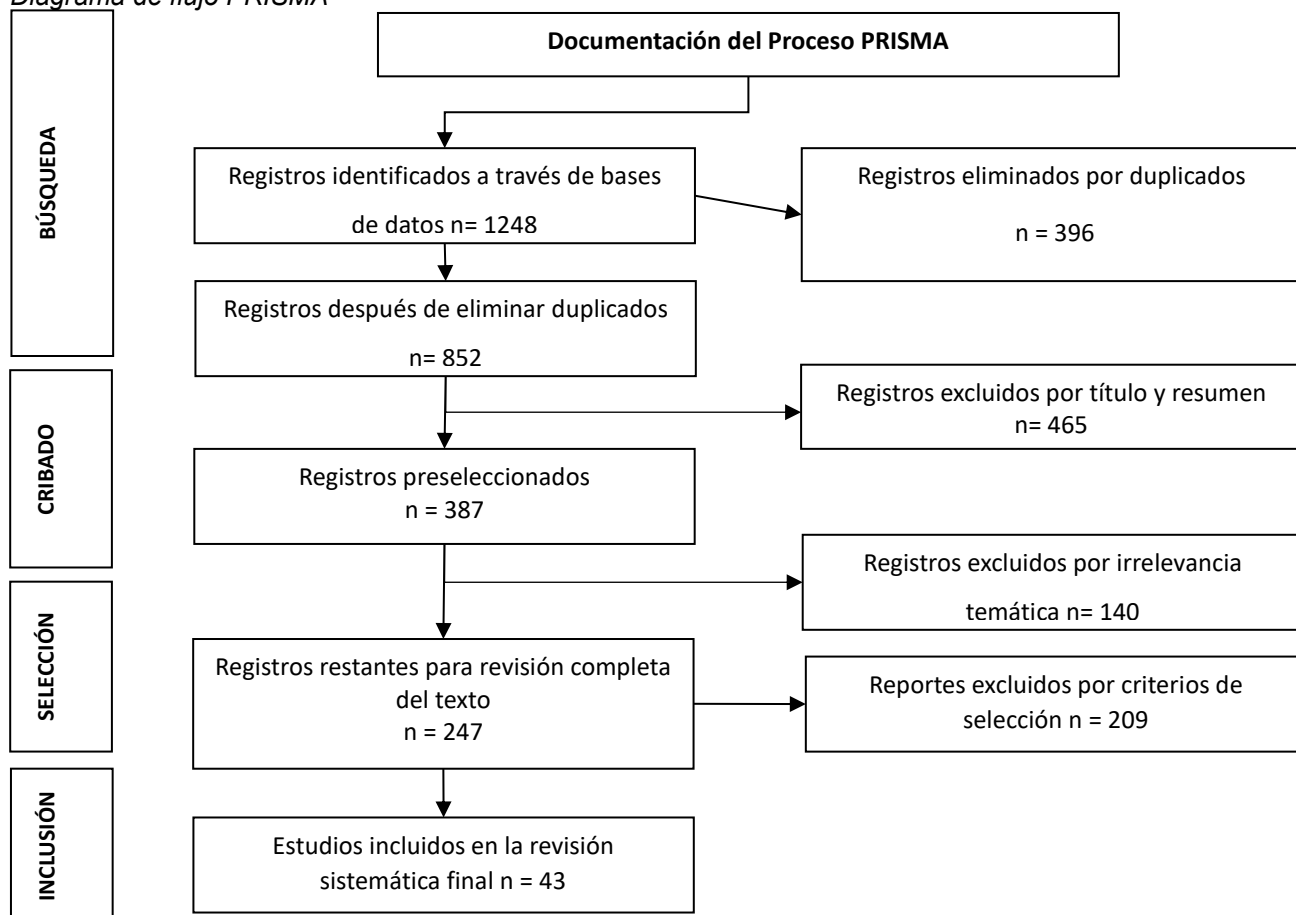 Diagrama de flujo PRISMA
Documentación del Proceso PRISMA
BÚSQUEDA
Registros identificados a través de bases
de datos n= 1248
Registros eliminados por duplicados
n = 396
Registros después de eliminar duplicados
n= 852
CRIBADO
Registros excluidos por título y resumen
n= 465
Registros preseleccionados
n = 387
SELECCIÓN
Registros excluidos por irrelevancia
temática n= 140
Registros restantes para revisión completa
del texto
n = 247
Reportes excluidos por criterios de
selección n = 209
INCLUSIÓN
Estudios incluidos en la revisión
sistemática final n = 43